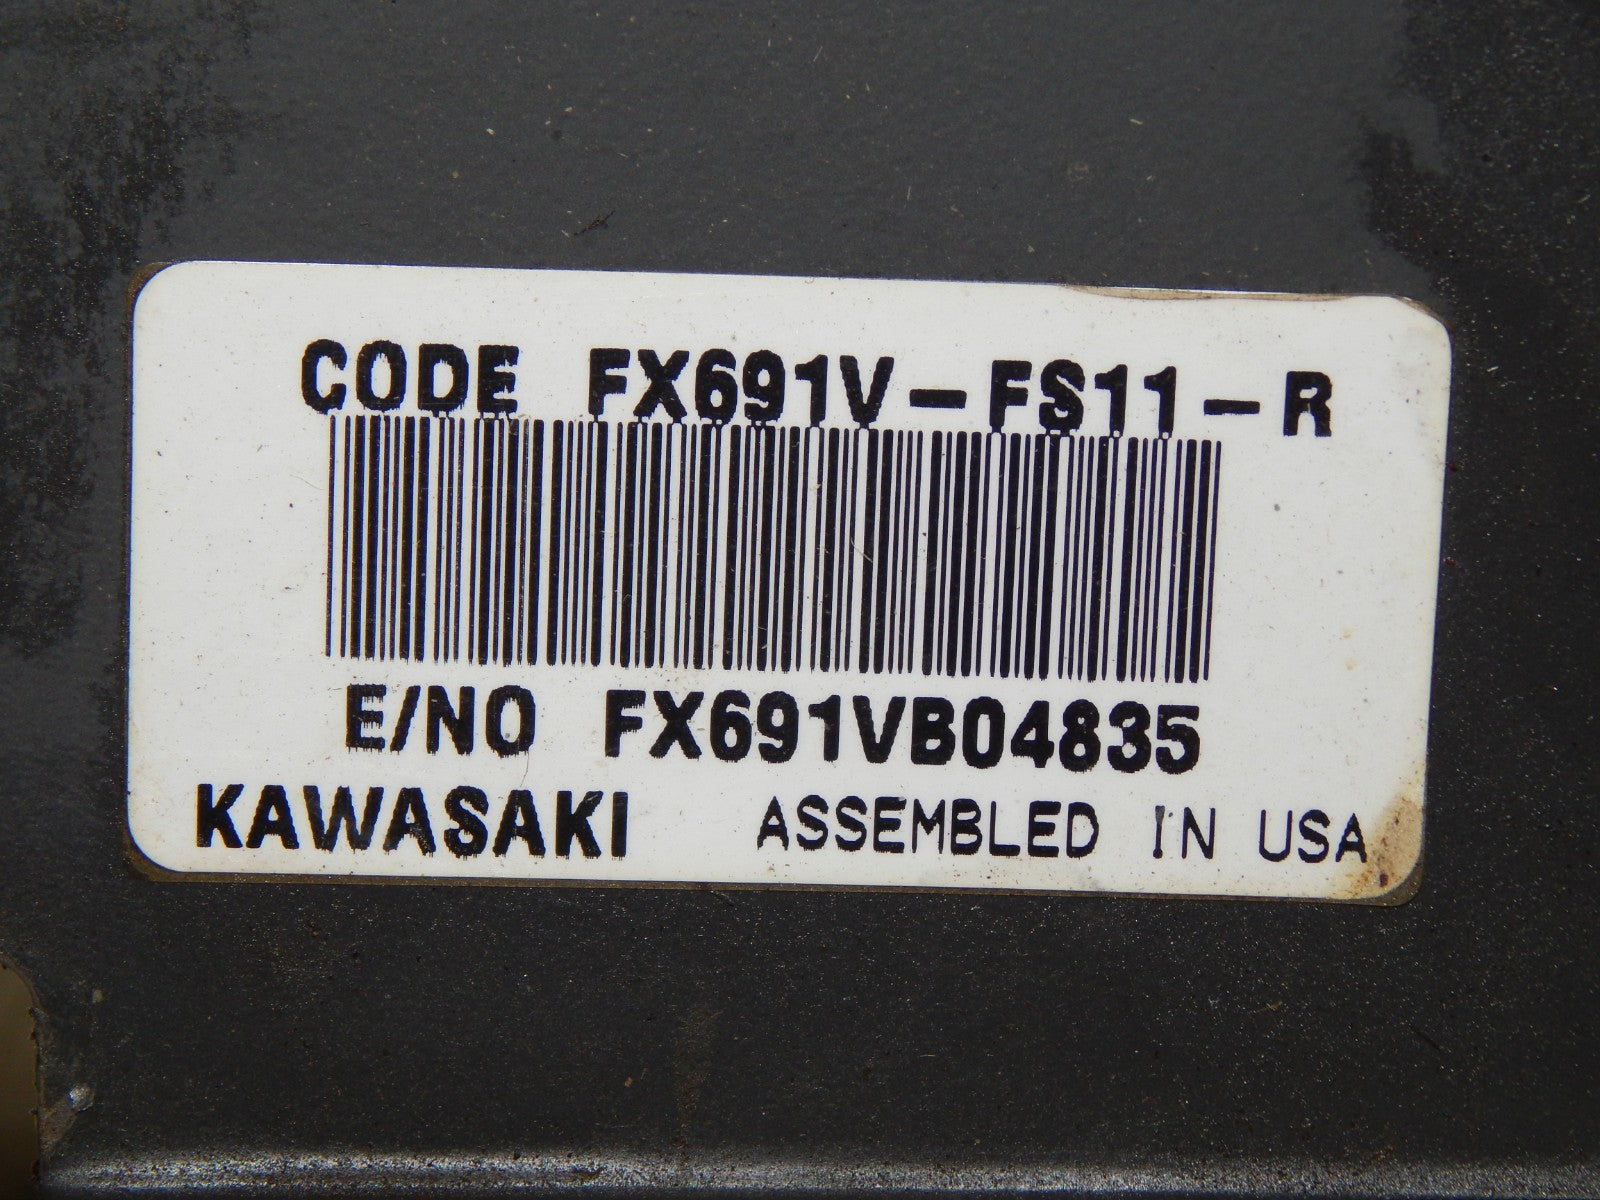 CODE FX691V-FS11-R
E/NO FX691VB04835
KAWASAKI ASSEMBLED IN USA